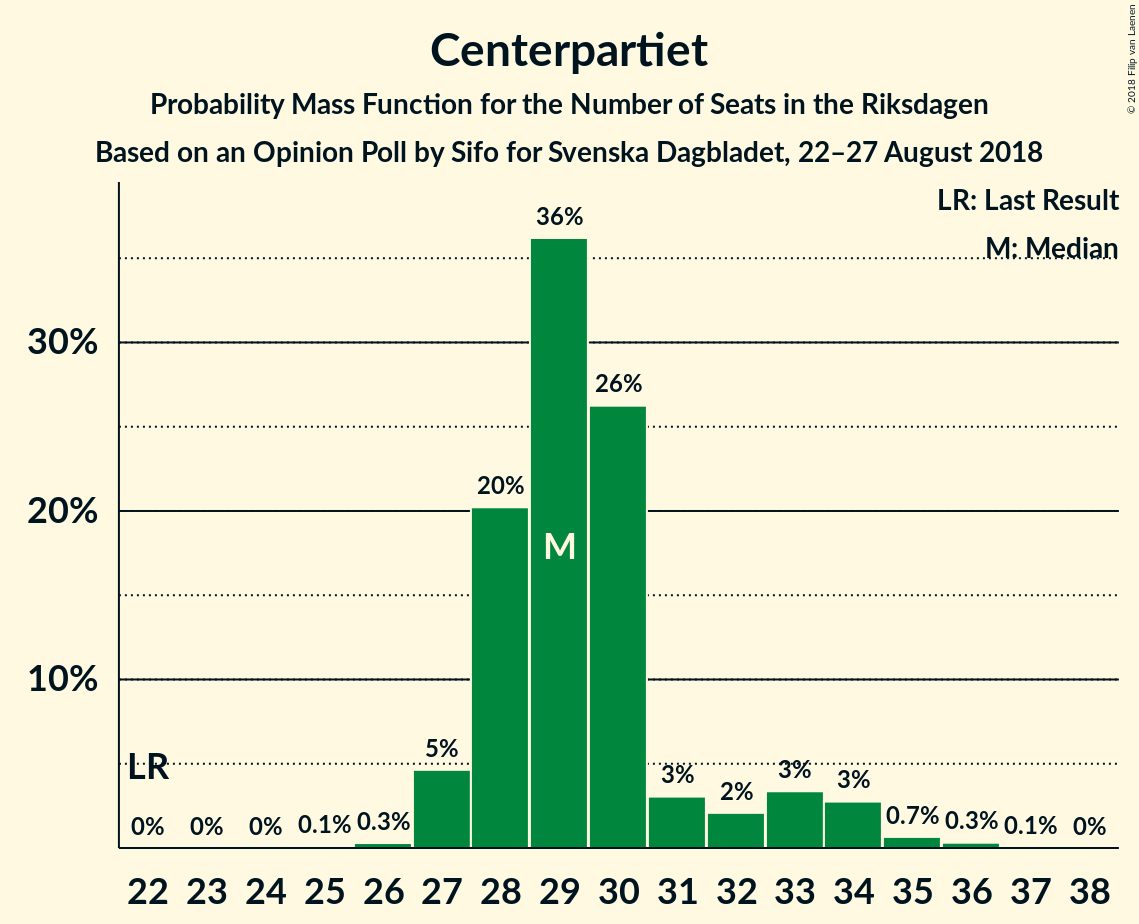 Centerpartiet
Probability Mass Function for the Number of Seats in the Riksdagen
Based on an Opinion Poll by Sifo for Svenska Dagbladet, 22–27 August 2018
© 2018 Filip van Laenen
LR: Last Result
M: Median
30%
20%
10%
LR
0%
0%
0%
0.1%
0.3%
5%
20%
36%
M
26%
3%
2%
3%
3%
0.7%
0.3%
0.1%
0%
22 23 24 25 26 27 28 29 30 31 32 33 34 35 36 37 38